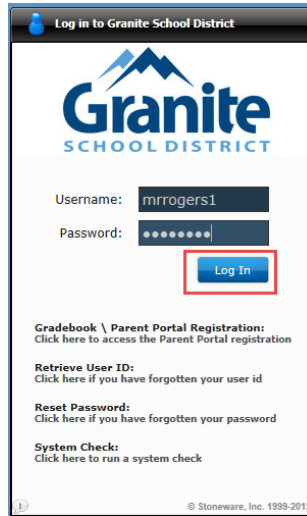 Log in to Granite School District
Granite
SCHOOL DISTRICT
Username: mrrogers1
Password: ●●●●●●●●
Log In
Gradebook \ Parent Portal Registration:
Click here to access the Parent Portal registration
Retrieve User ID:
Click here if you have forgotten your user id
Reset Password:
Click here if you have forgotten your password
System Check:
Click here to run a system check
© Stoneware, Inc. 1999-201